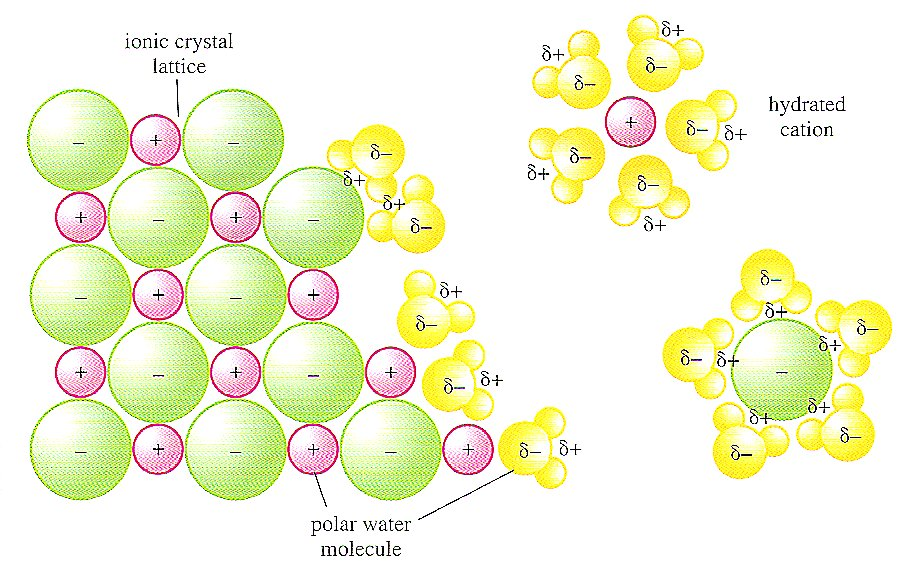 ionic crystal
lattice
hydrated
cation
polar water
molecule
δ+
δ−
δ+
δ−
δ−
δ+
+
δ−
δ+
δ−
δ+
−
+
−
δ−
δ+
δ+
δ−
+
−
+
−
−
+
−
+
δ+
δ−
+
−
+
−
+
δ−
δ+
−
+
−
+
−
+
δ−
δ+
δ−
δ+
δ−
δ+
δ−
δ+
−
δ+
δ−
δ+
δ−